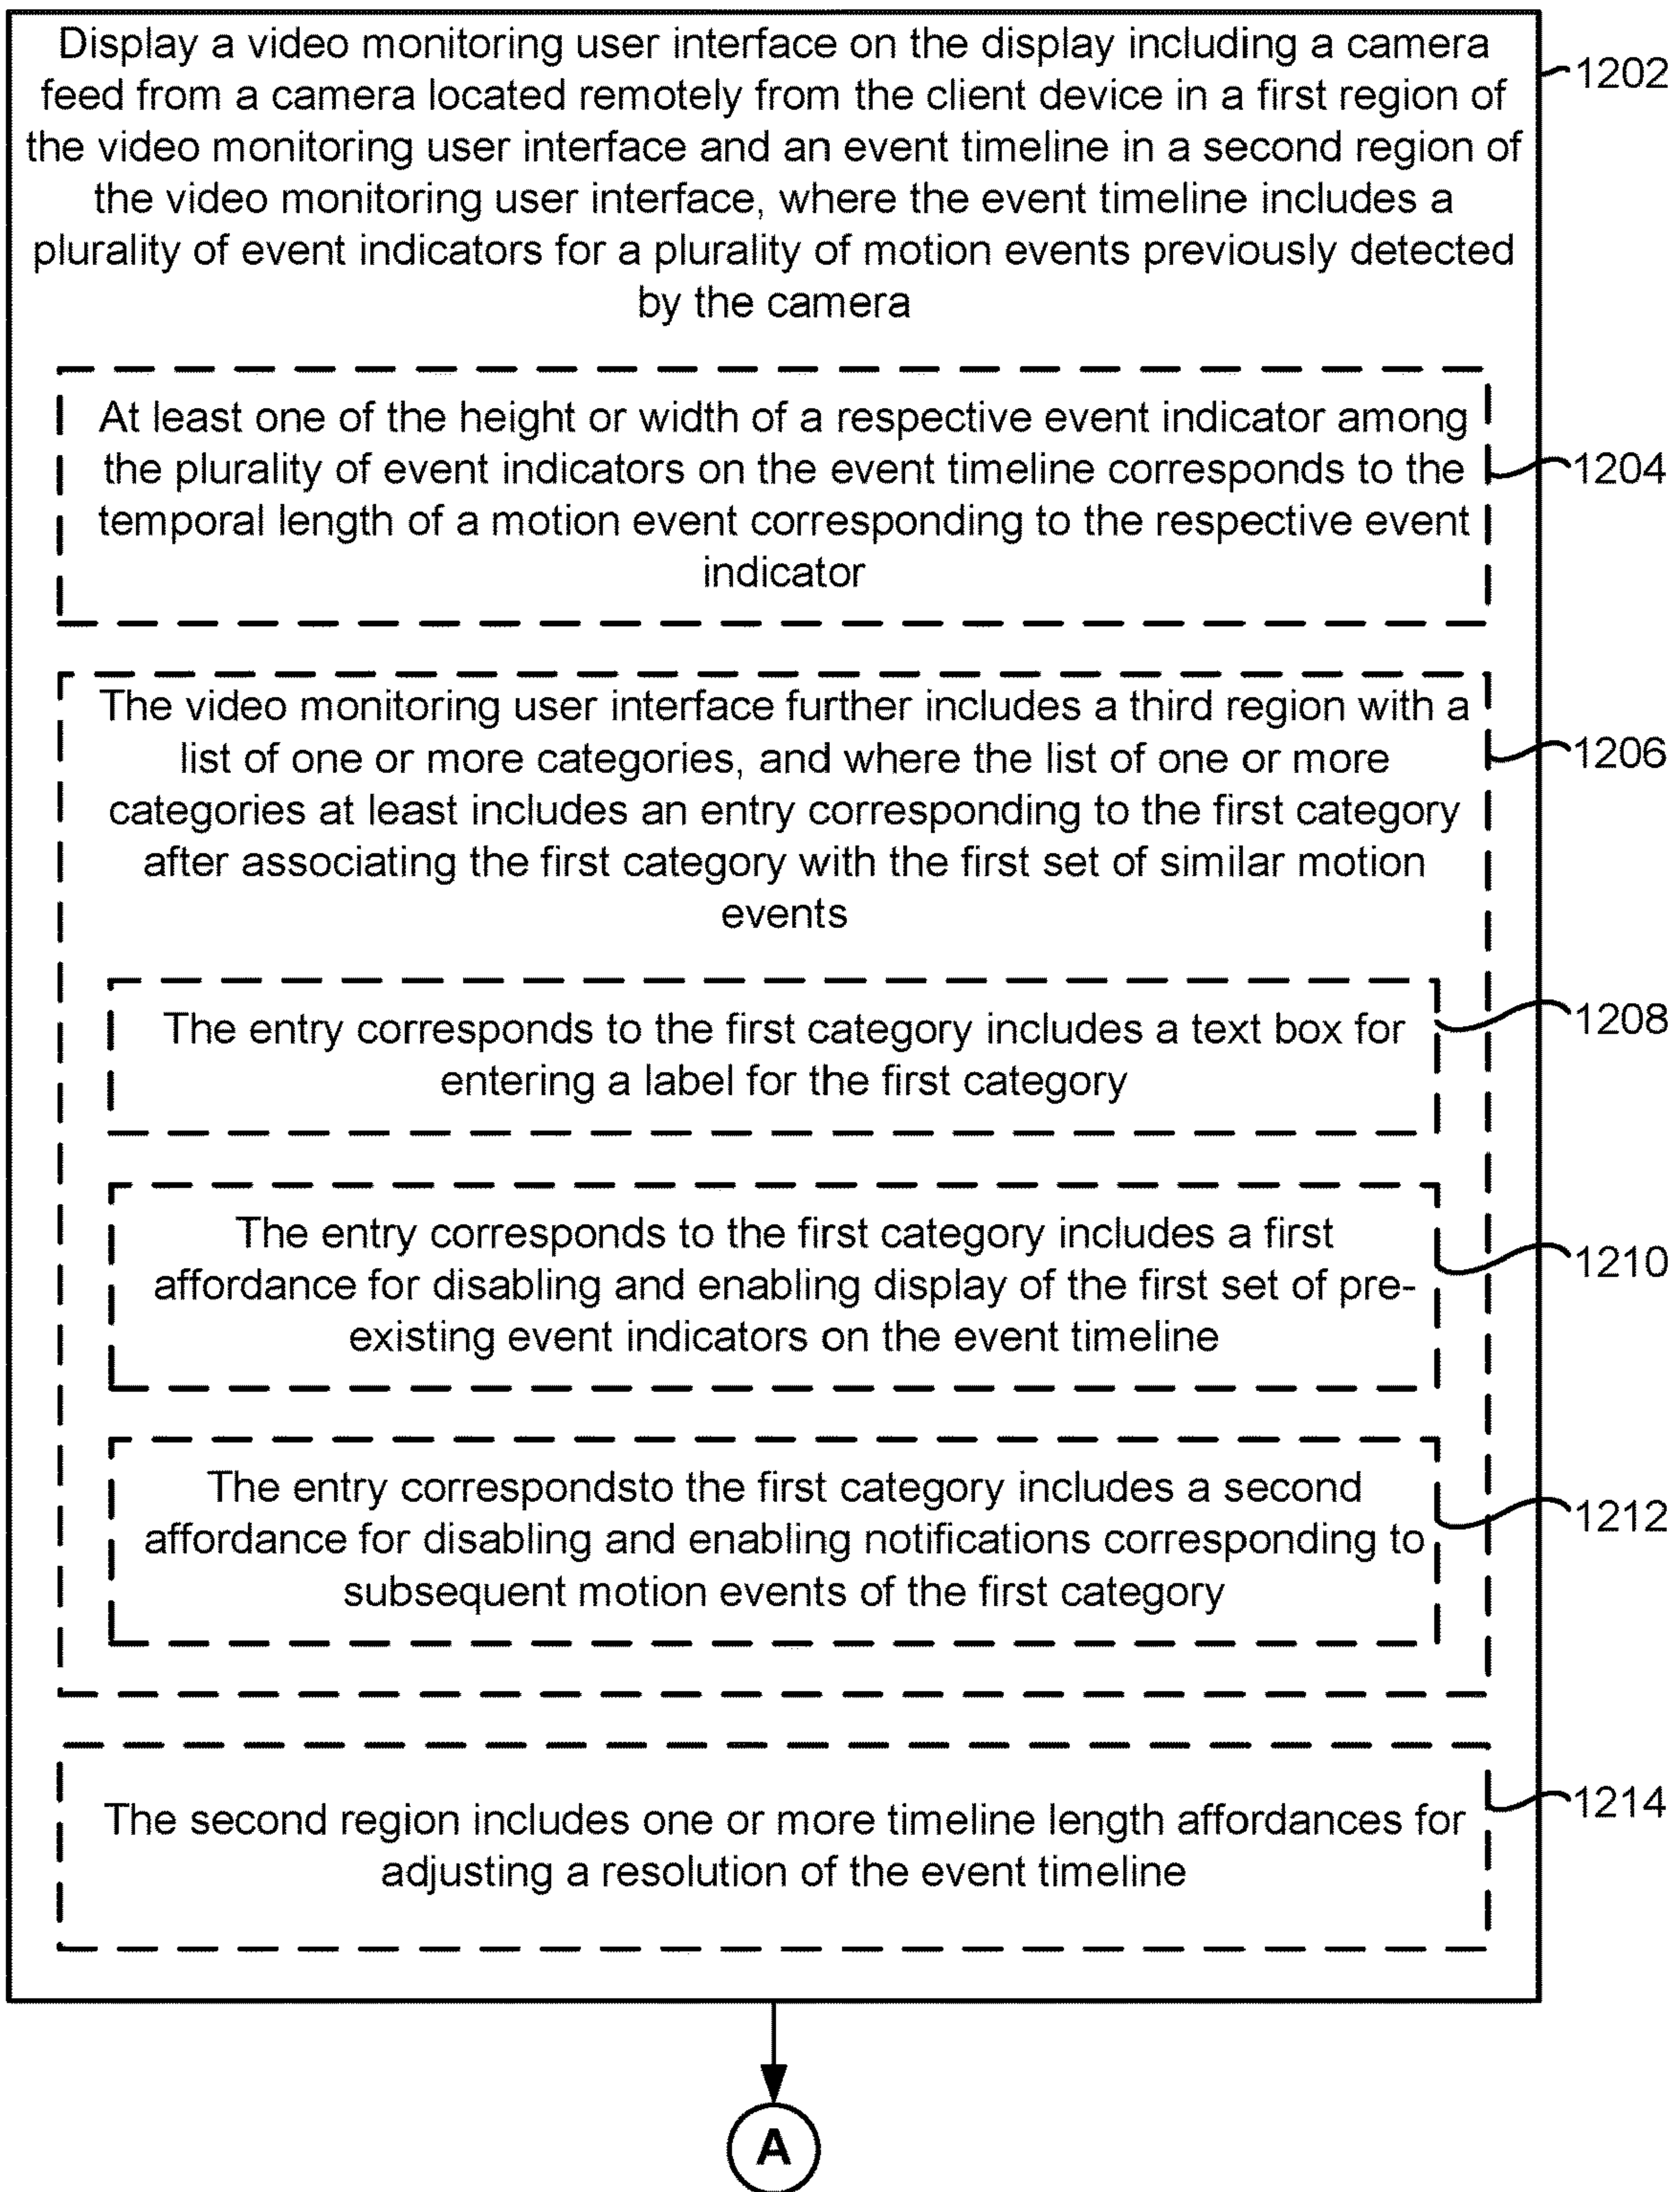 Display a video monitoring user interface on the display including a camera
feed from a camera located remotely from the client device in a first region of
the video monitoring user interface and an event timeline in a second region of
the video monitoring user interface, where the event timeline includes a
plurality of event indicators for a plurality of motion events previously detected
by the camera
1202
At least one of the height or width of a respective event indicator among
the plurality of event indicators on the event timeline corresponds to the
temporal length of a motion event corresponding to the respective event
indicator
1204
The video monitoring user interface further includes a third region with a
list of one or more categories, and where the list of one or more
categories at least includes an entry corresponding to the first category
after associating the first category with the first set of similar motion
events
1206
The entry corresponds to the first category includes a text box for
entering a label for the first category
1208
The entry corresponds to the first category includes a first
affordance for disabling and enabling display of the first set of pre-
existing event indicators on the event timeline
1210
The entry correspondsto the first category includes a second
affordance for disabling and enabling notifications corresponding to
subsequent motion events of the first category
1212
The second region includes one or more timeline length affordances for
adjusting a resolution of the event timeline
1214
A